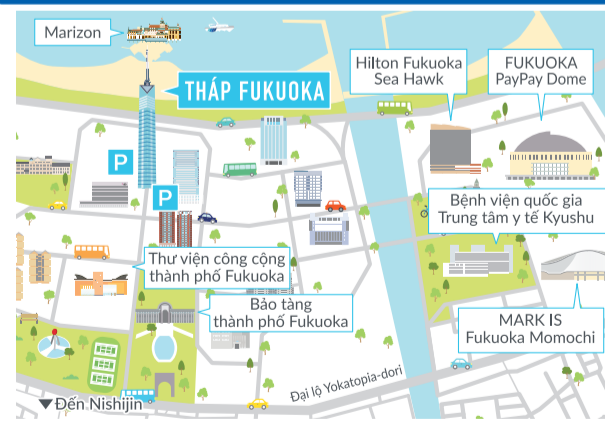 Marizon
THÁP FUKUOKA
Hilton Fukuoka
Sea Hawk
FUKUOKA
PayPay Dome
P
P
Bệnh viện quốc gia
Trung tâm y tế Kyushu
Thư viện công cộng
thành phố Fukuoka
Bảo tàng
thành phố Fukuoka
MARK IS
Fukuoka Momochi
Đại lộ Yokatopia-dori
▼Đến Nishijin